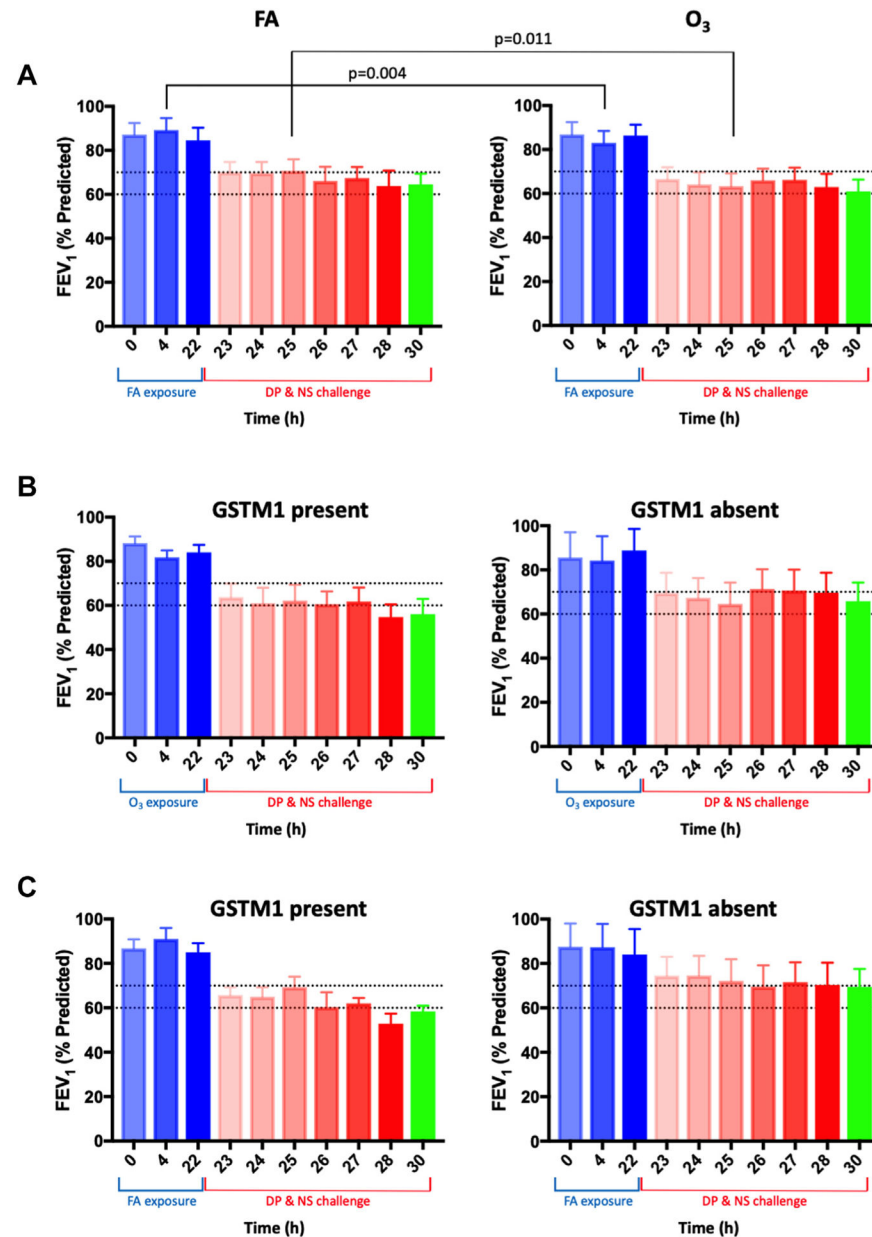 FA O₃
p=0.011
p=0.004
A
FEV₁ (% Predicted)
100
80
60
40
20
0
0 4 22 23 24 25 26 27 28 30
FA exposure DP & NS challenge
Time (h)
FEV₁ (% Predicted)
100
80
60
40
20
0
0 4 22 23 24 25 26 27 28 30
FA exposure DP & NS challenge
Time (h)
B
GSTM1 present
FEV₁ (% Predicted)
100
80
60
40
20
0
0 4 22 23 24 25 26 27 28 30
O₃ exposure DP & NS challenge
Time (h)
GSTM1 absent
FEV₁ (% Predicted)
100
80
60
40
20
0
0 4 22 23 24 25 26 27 28 30
O₃ exposure DP & NS challenge
Time (h)
C
GSTM1 present
FEV₁ (% Predicted)
100
80
60
40
20
0
0 4 22 23 24 25 26 27 28 30
FA exposure DP & NS challenge
Time (h)
GSTM1 absent
FEV₁ (% Predicted)
100
80
60
40
20
0
0 4 22 23 24 25 26 27 28 30
FA exposure DP & NS challenge
Time (h)